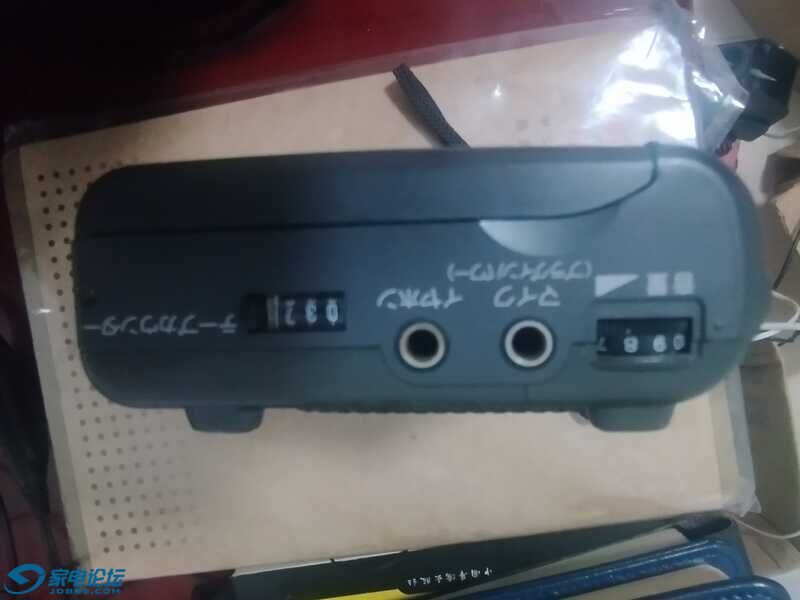 音量
マイク
(プラグインパワー)
イヤホン
テープカウンター
家电论坛
JDBBS.COM